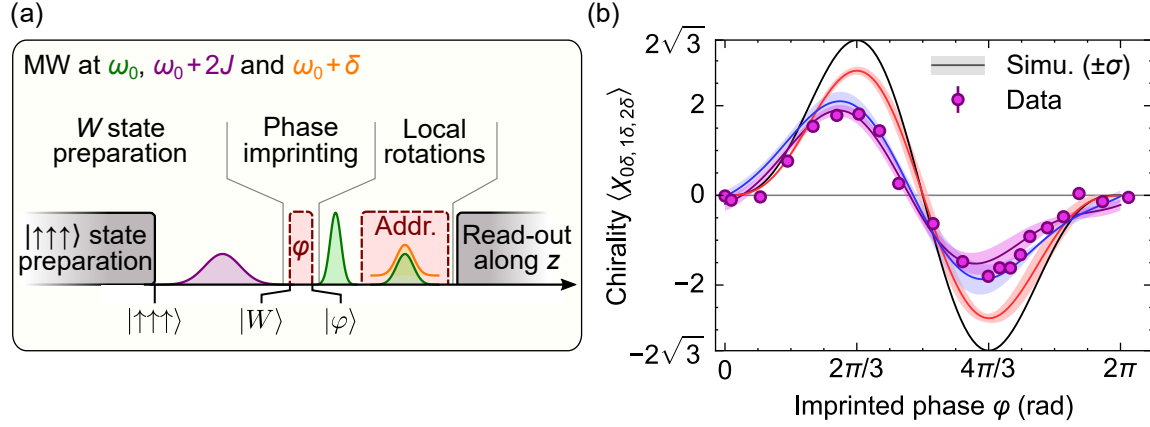 (a)
MW at ω₀, ω₀+2J and ω₀+δ
W state
preparation
Phase
imprinting
Local
rotations
|↑↑↑⟩ state
preparation
φ
Addr.
Read-out
along z
|↑↑↑⟩
|W⟩
|φ⟩
(b)
Chirality ⟨χ₀δ,₁δ,₂δ⟩
2√3
2
0
−2
−2√3
Simu. (±σ)
Data
0
2π/3
4π/3
2π
Imprinted phase φ (rad)